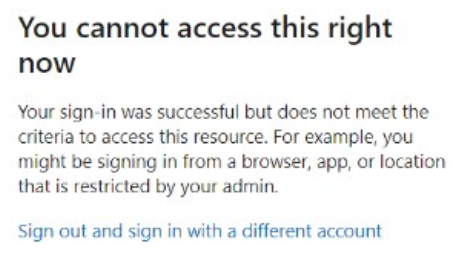 You cannot access this right
now
Your sign-in was successful but does not meet the
criteria to access this resource. For example, you
might be signing in from a browser, app, or location
that is restricted by your admin.
Sign out and sign in with a different account